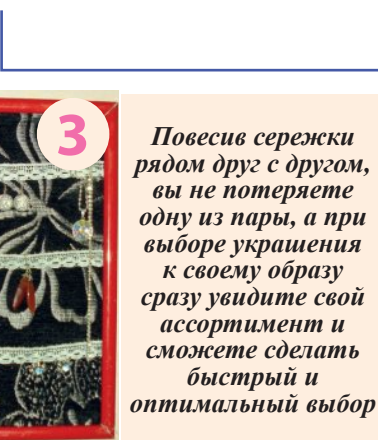 3
Повесив сережки
рядом друг с другом,
вы не потеряете
одну из пары, а при
выборе украшения
к своему образу
сразу увидите свой
ассортимент и
сможете сделать
быстрый и
оптимальный выбор